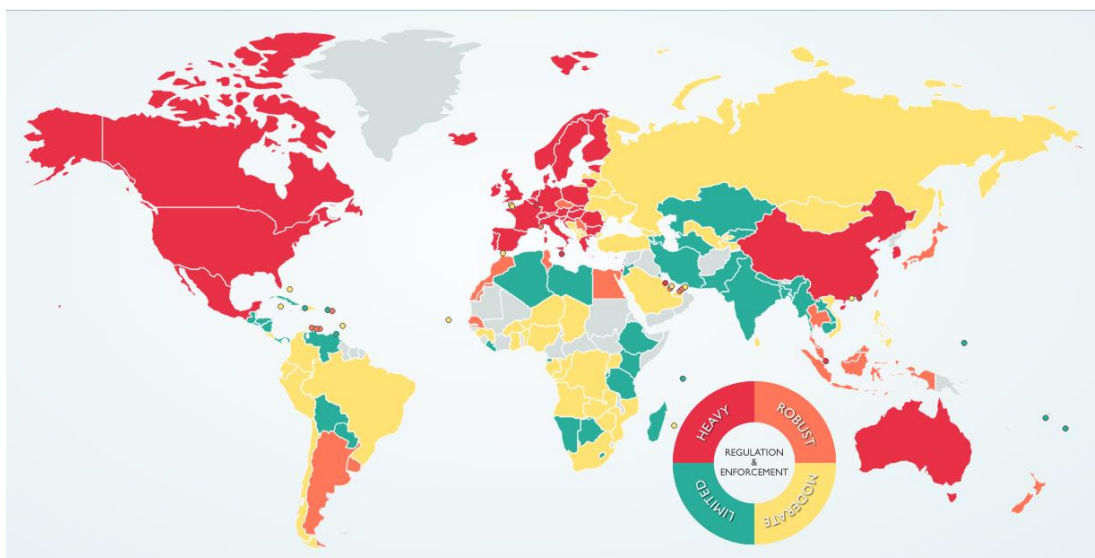 HEAVY
ROBUST
REGULATION
&
ENFORCEMENT
LIMITED
MODERATE